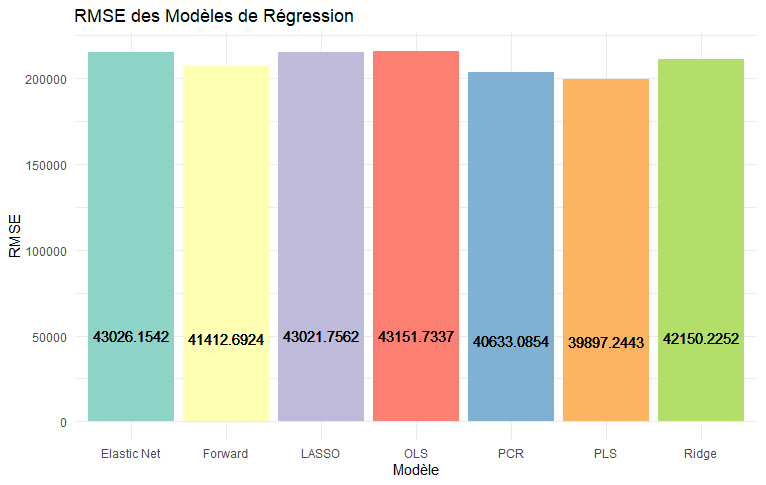 RMSE des Modèles de Régression
RMSE
200000
150000
100000
50000
0
43026.1542
41412.6924
43021.7562
43151.7337
40633.0854
39897.2443
42150.2252
Elastic Net
Forward
LASSO
OLS
PCR
PLS
Ridge
Modèle